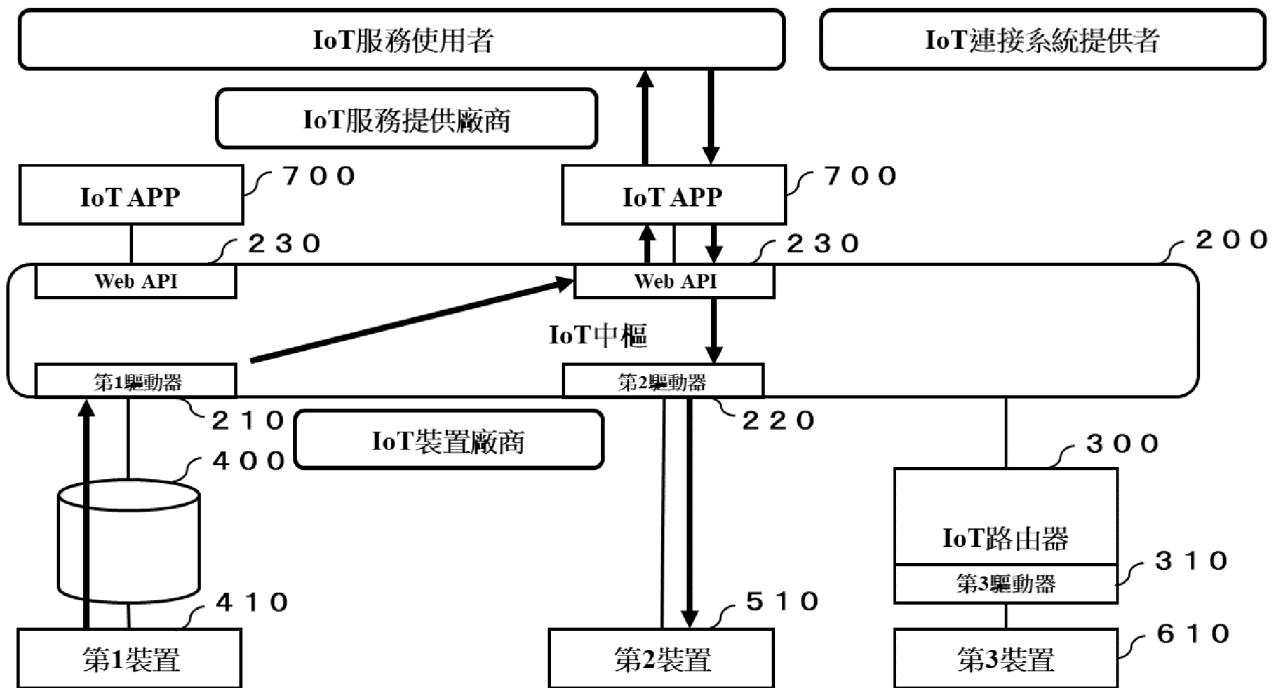 IoT服務使用者
IoT連接系統提供者
IoT服務提供廠商
IoT APP
７００
IoT APP
７００
２３０
２３０
２００
Web API
Web API
IoT中樞
第1驅動器
第2驅動器
２１０
２２０
IoT裝置廠商
４００
３００
IoT路由器
第3驅動器
３１０
４１０
５１０
６１０
第1裝置
第2裝置
第3裝置